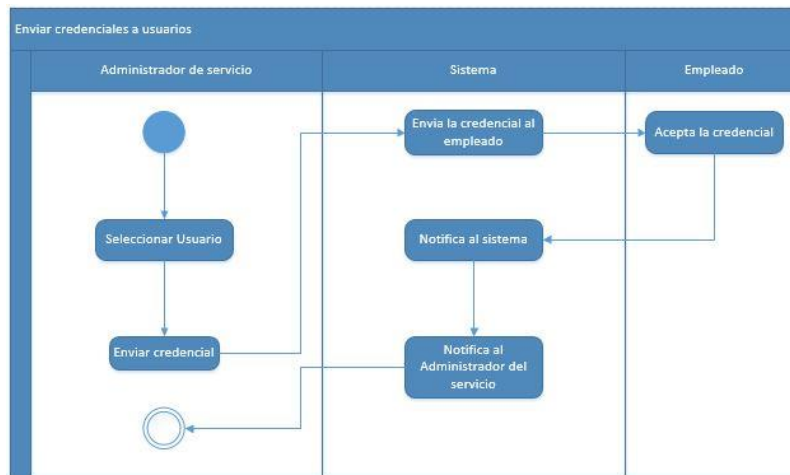 Enviar credenciales a usuarios
Administrador de servicio
Sistema
Empleado
Envia la credencial al
empleado
Acepta la credencial
Seleccionar Usuario
Notifica al sistema
Enviar credencial
Notifica al
Administrador del
servicio